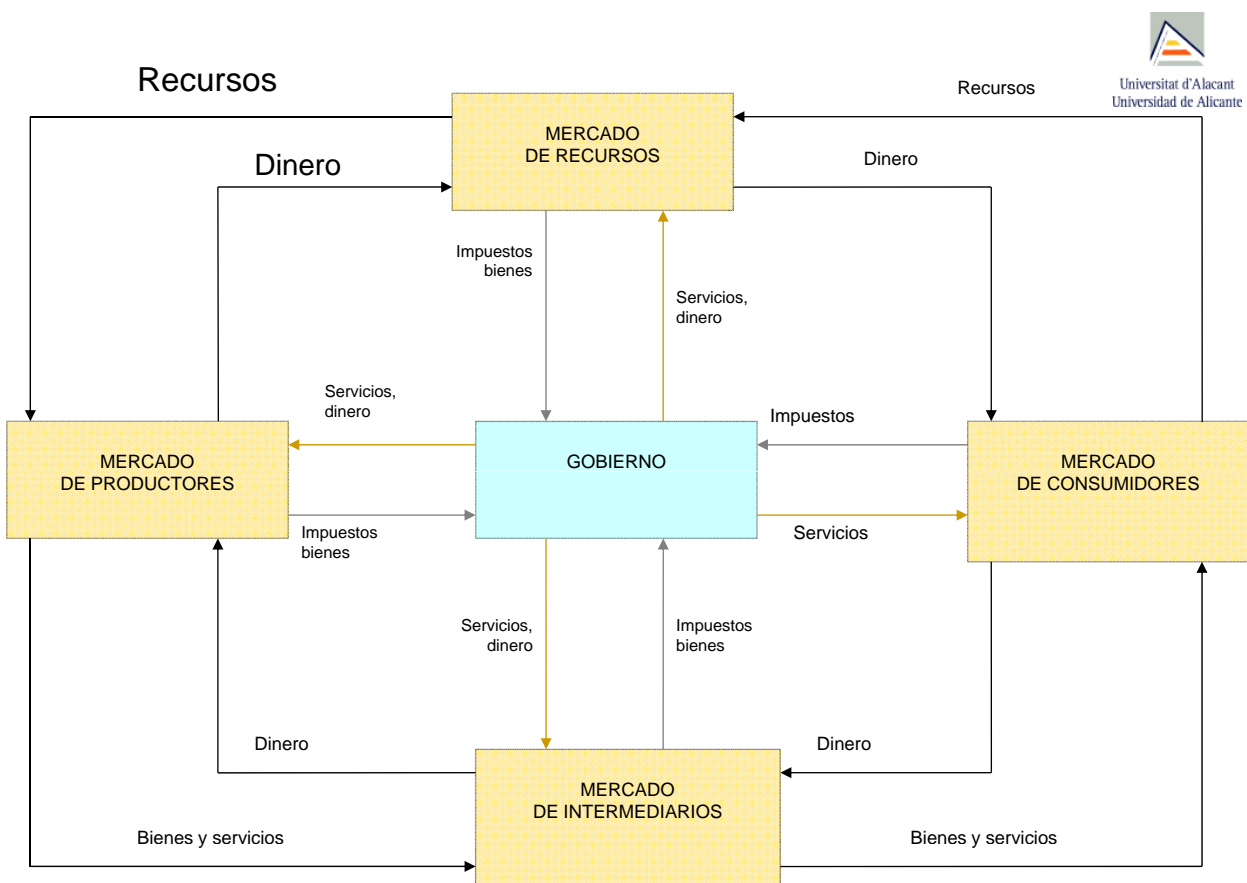 Recursos
Recursos
Universitat d'Alacant
Universidad de Alicante
MERCADO
DE RECURSOS
Dinero
Dinero
Impuestos
bienes
Servicios,
dinero
Servicios,
dinero
Impuestos
MERCADO
DE PRODUCTORES
GOBIERNO
MERCADO
DE CONSUMIDORES
Impuestos
bienes
Servicios
Servicios,
dinero
Impuestos
bienes
Dinero
Dinero
MERCADO
DE INTERMEDIARIOS
Bienes y servicios
Bienes y servicios